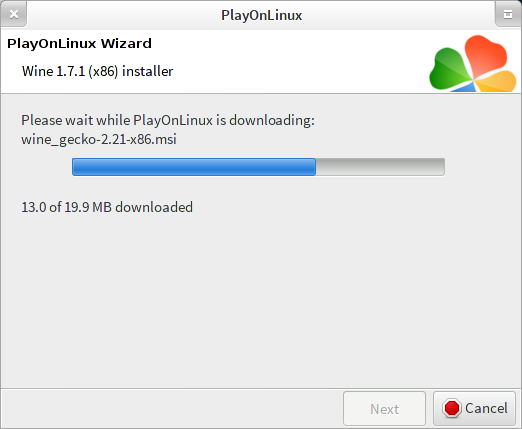 PlayOnLinux
PlayOnLinux Wizard
Wine 1.7.1 (x86) installer
Please wait while PlayOnLinux is downloading:
wine_gecko-2.21-x86.msi
13.0 of 19.9 MB downloaded
Next
Cancel